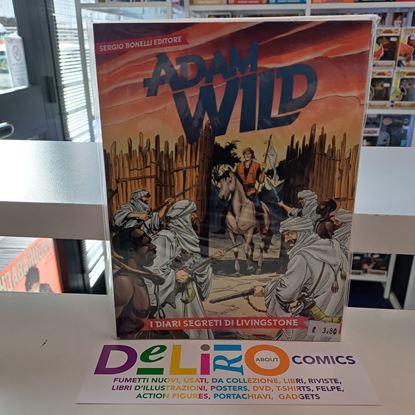 SERGIO BONELLI EDITORE
ADAM
WILD
I DIARI SEGRETI DI LIVINGSTONE
€ 3,80
DeLiRiO ABOUT COMICS
FUMETTI NUOVI, USATI, DA COLLEZIONE, LIBRI, RIVISTE,
LIBRI D'ILLUSTRAZIONI, POSTERS, DVD, T-SHIRTS, FELPE,
ACTION FIGURES, PORTACHIAVI, GADGETS